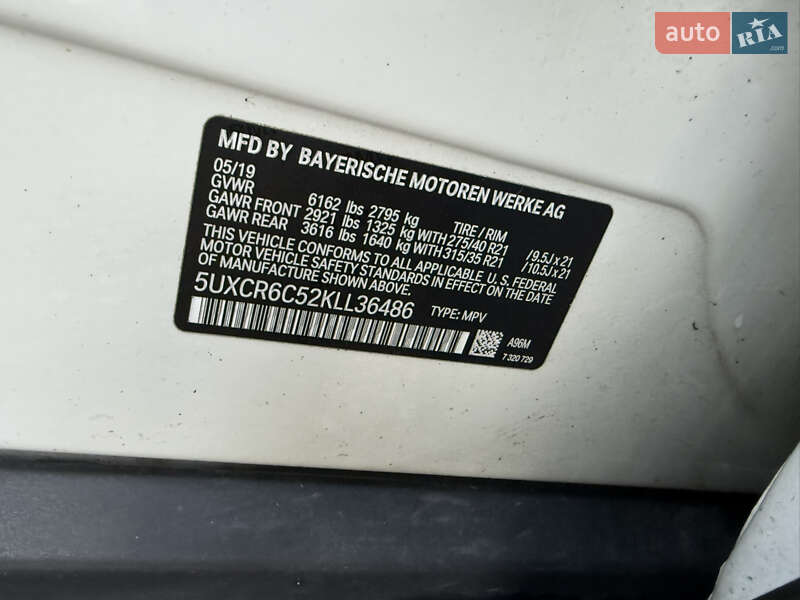 auto RIA .com
MFD BY BAYERISCHE MOTOREN WERKE AG
05/19
GVWR 6162 lbs 2795 kg TIRE / RIM
GAWR FRONT 2921 lbs 1325 kg WITH 275/40 R21 /9.5J x 21
GAWR REAR 3616 lbs 1640 kg WITH 315/35 R21 /10.5J x 21
THIS VEHICLE CONFORMS TO ALL APPLICABLE U. S. FEDERAL
MOTOR VEHICLE SAFETY STANDARDS IN EFFECT ON THE DATE
OF MANUFACTURE SHOWN ABOVE.
5UXCR6C52KLL36486 TYPE: MPV
A96M
7 320 729